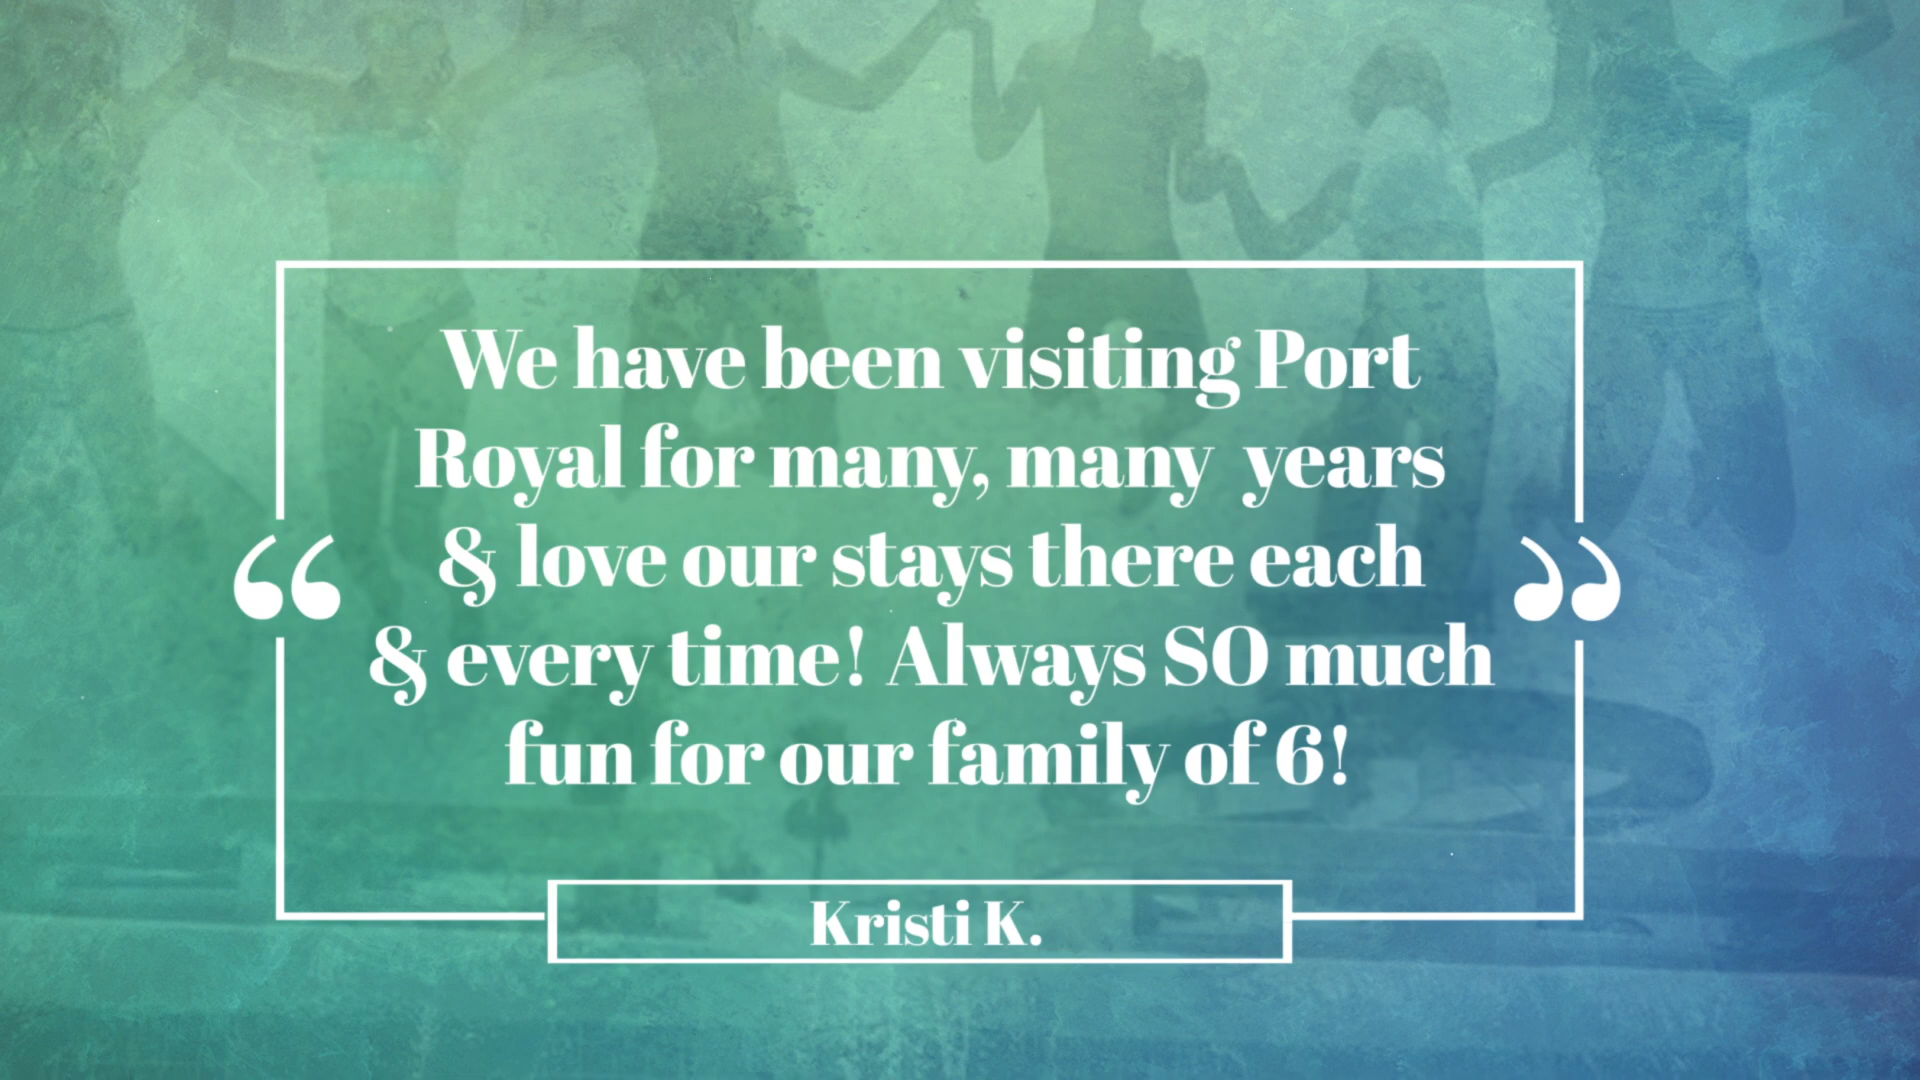 We have been visiting Port
Royal for many, many years
& love our stays there each
& every time! Always SO much
fun for our family of 6!
Kristi K.